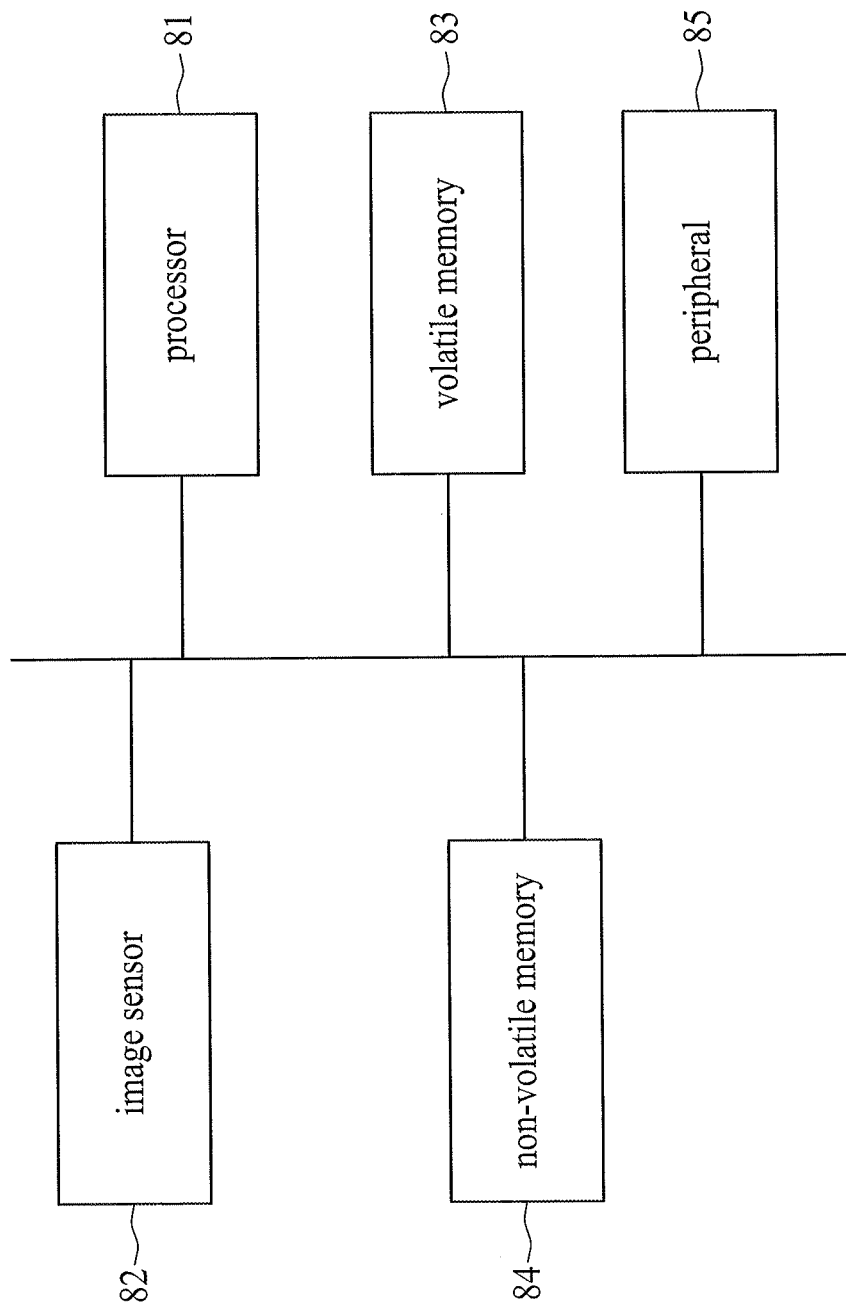 processor
81
volatile memory
83
peripheral
85
image sensor
82
non-volatile memory
84